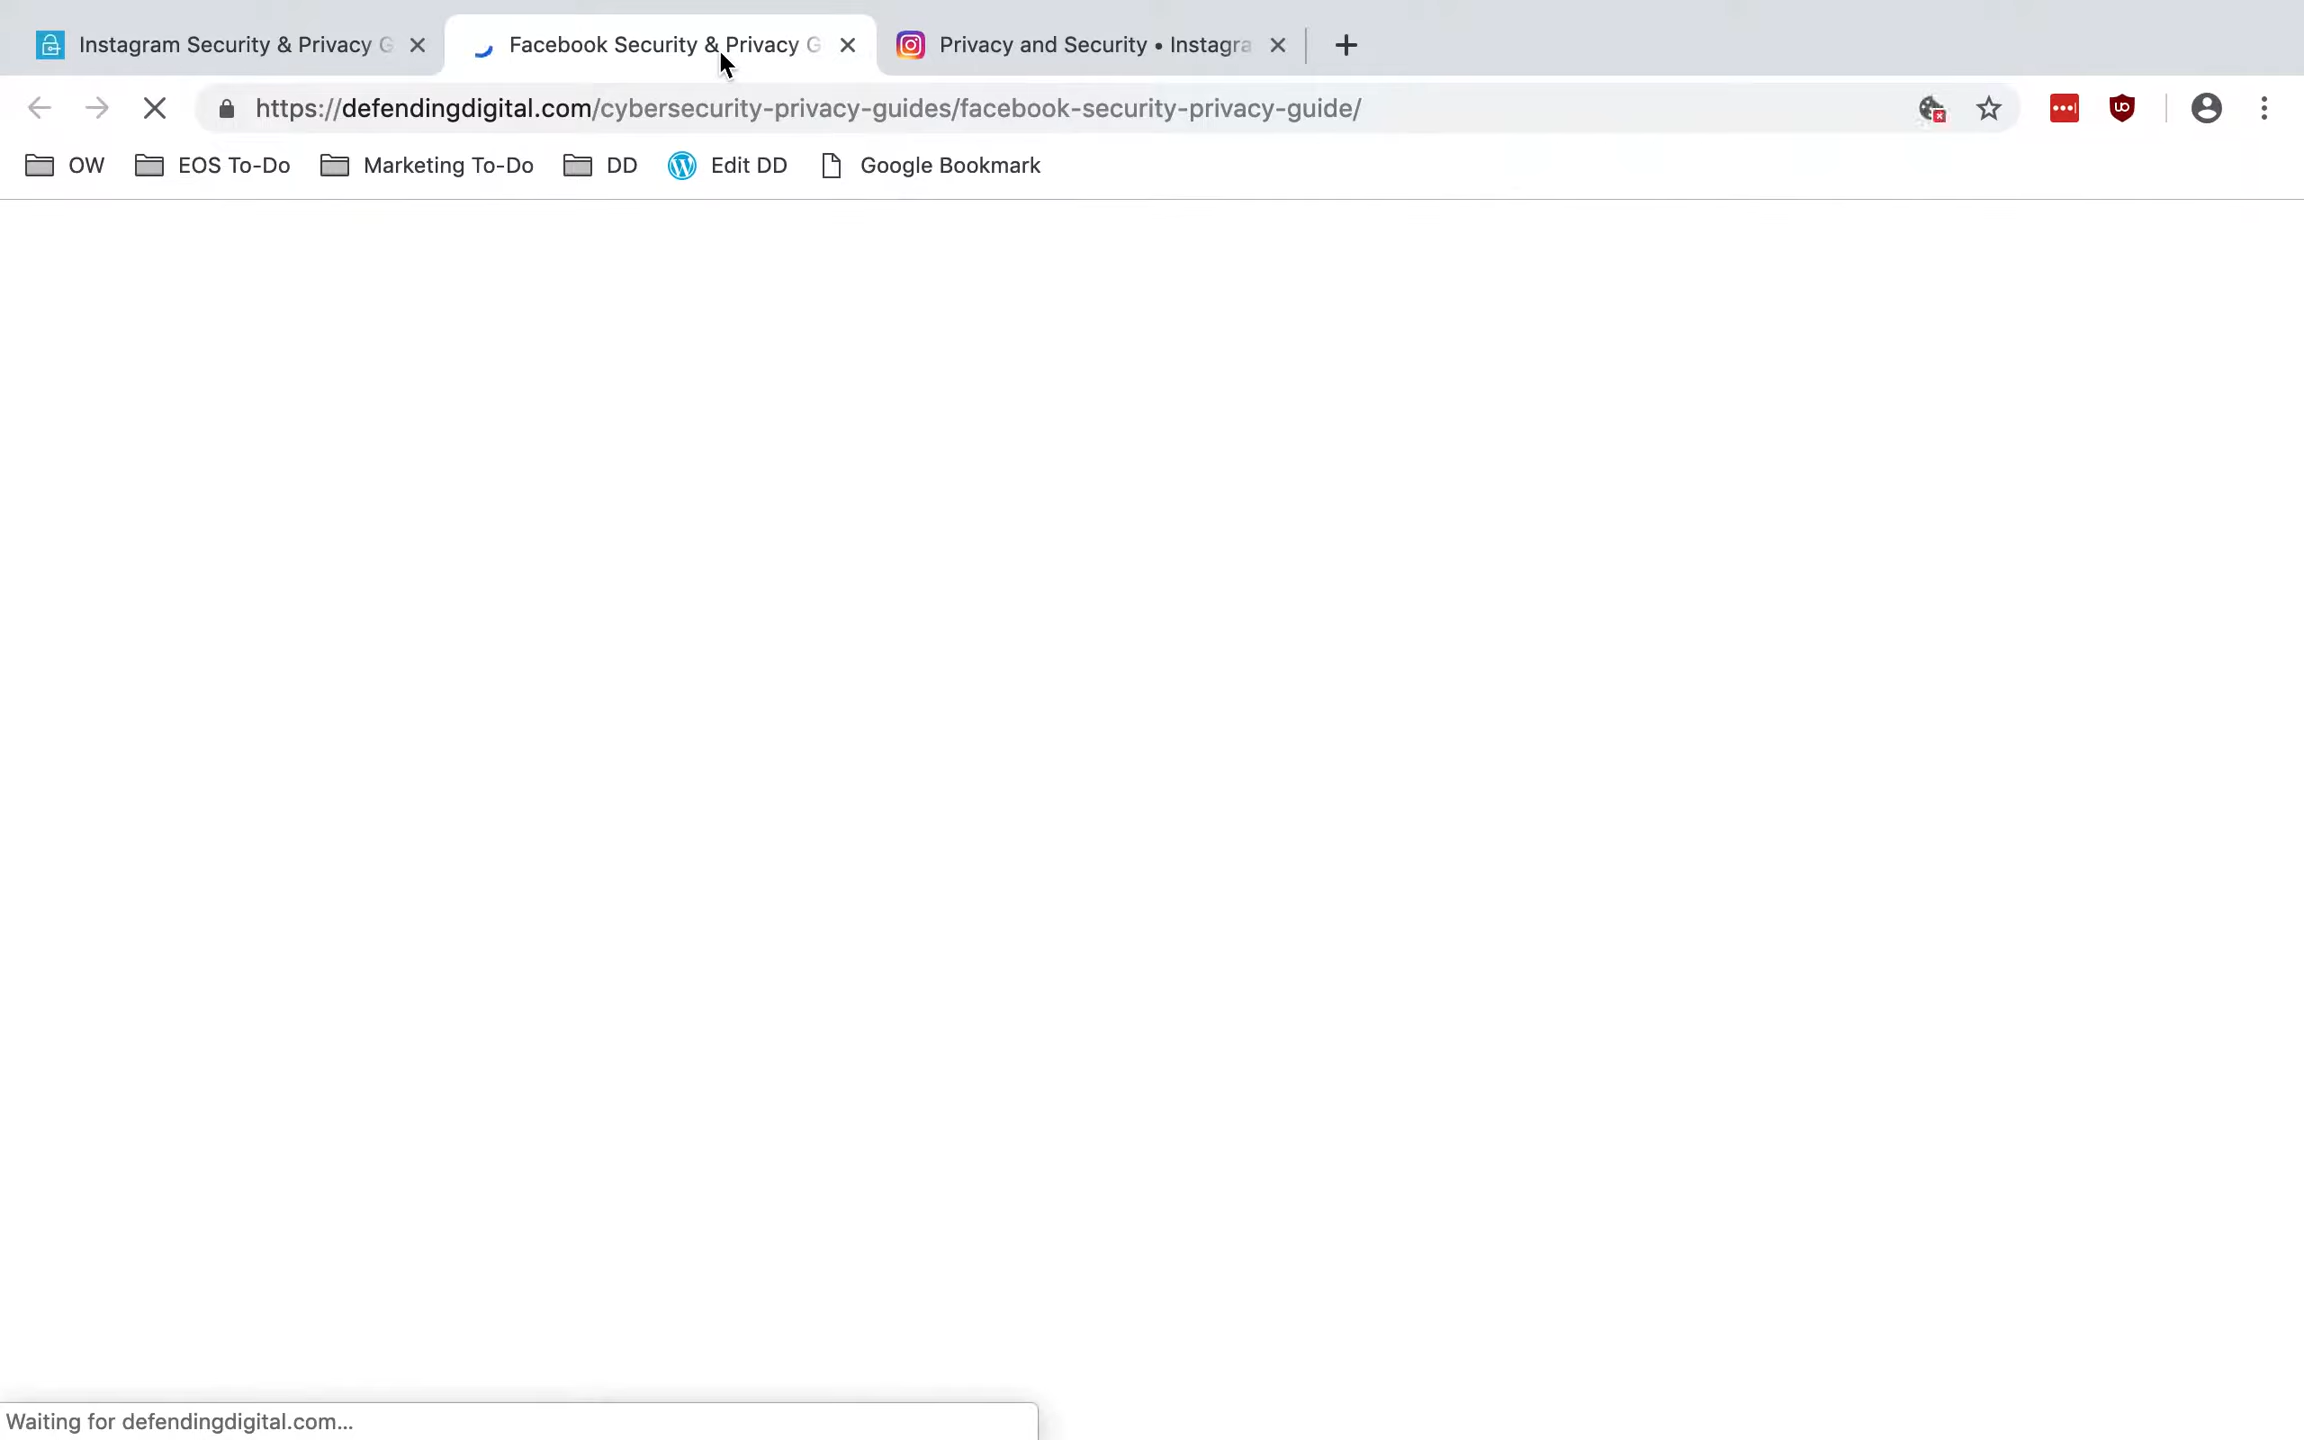 Instagram Security & Privacy G
Facebook Security & Privacy G
Privacy and Security • Instagra
https://defendingdigital.com/cybersecurity-privacy-guides/facebook-security-privacy-guide/
OW
EOS To-Do
Marketing To-Do
DD
Edit DD
Google Bookmark
Waiting for defendingdigital.com...